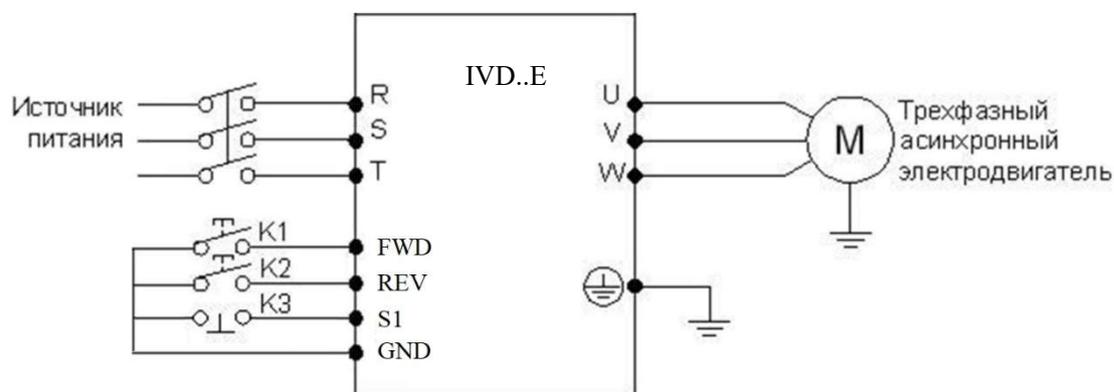 IVD..E
Источник
питания
R
S
T
U
V
W
M
Трехфазный
асинхронный
электродвигатель
K1
FWD
K2
REV
K3
S1
GND